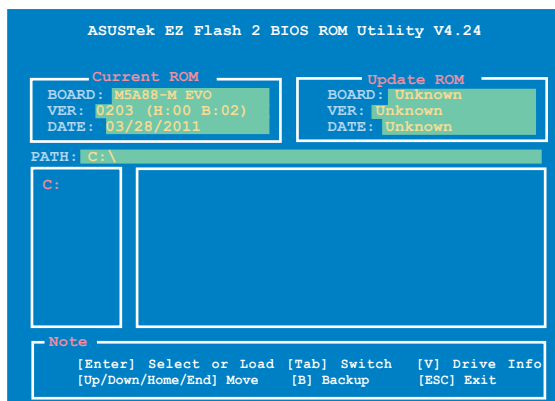 ASUSTek EZ Flash 2 BIOS ROM Utility V4.24
Current ROM
BOARD: M5A88-M EVO
VER: 0203 (H:00 B:02)
DATE: 03/28/2011
Update ROM
BOARD: Unknown
VER: Unknown
DATE: Unknown
PATH: C:\
C:
Note
[Enter] Select or Load [Tab] Switch [V] Drive Info
[Up/Down/Home/End] Move [B] Backup [ESC] Exit